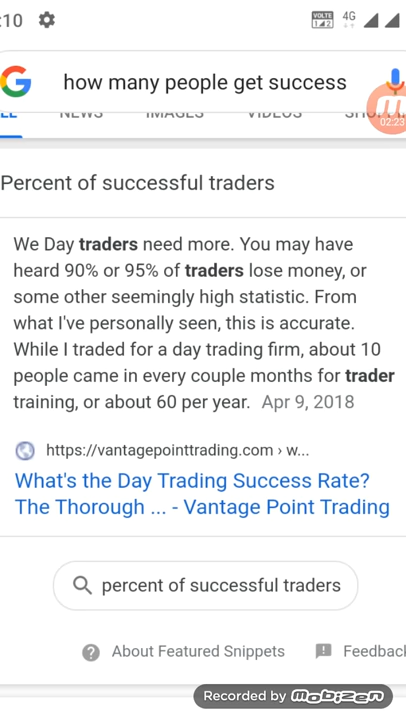 :10
VOLTE
4G
how many people get success
02:23
NEWS IMAGES VIDEOS
Percent of successful traders
We Day traders need more. You may have
heard 90% or 95% of traders lose money, or
some other seemingly high statistic. From
what I've personally seen, this is accurate.
While I traded for a day trading firm, about 10
people came in every couple months for trader
training, or about 60 per year. Apr 9, 2018
https://vantagepointtrading.com › w...
What's the Day Trading Success Rate?
The Thorough ... - Vantage Point Trading
percent of successful traders
About Featured Snippets
Feedbac
Recorded by mobizen